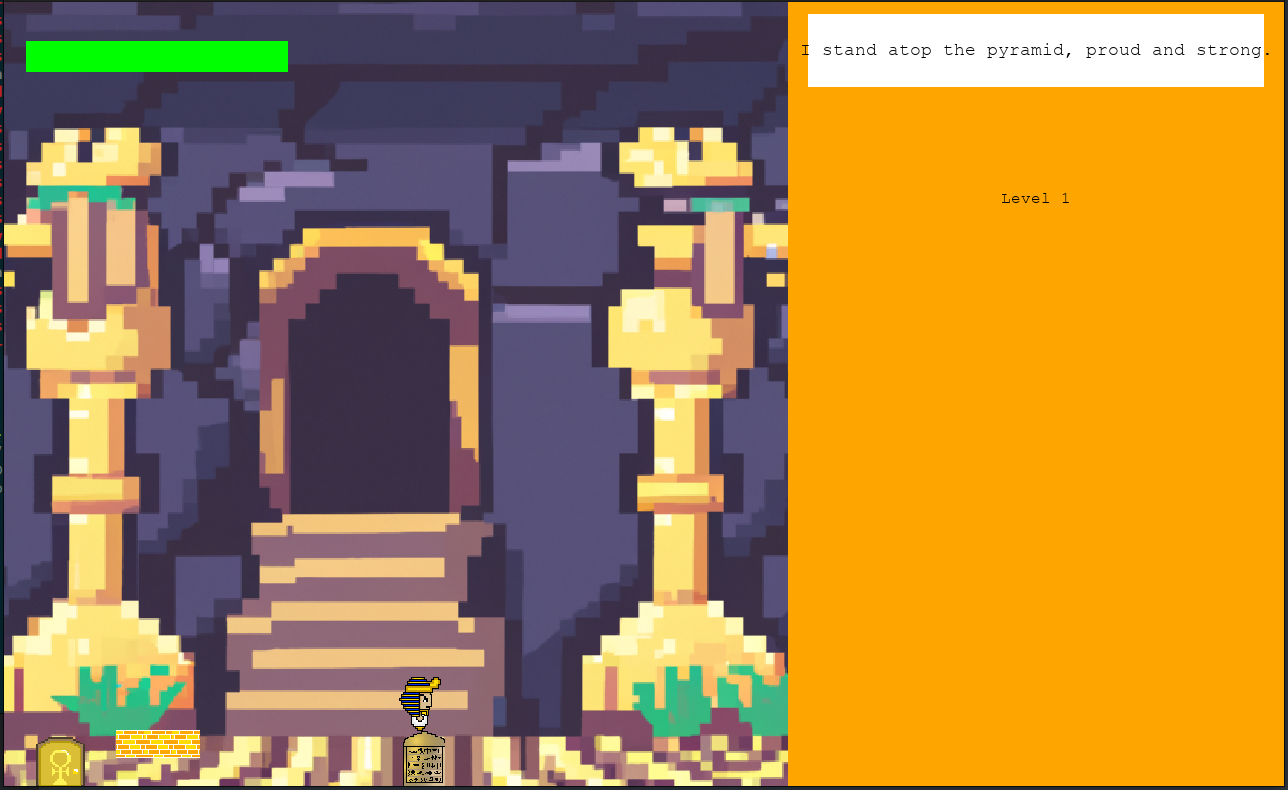 I stand atop the pyramid, proud and strong.
Level 1